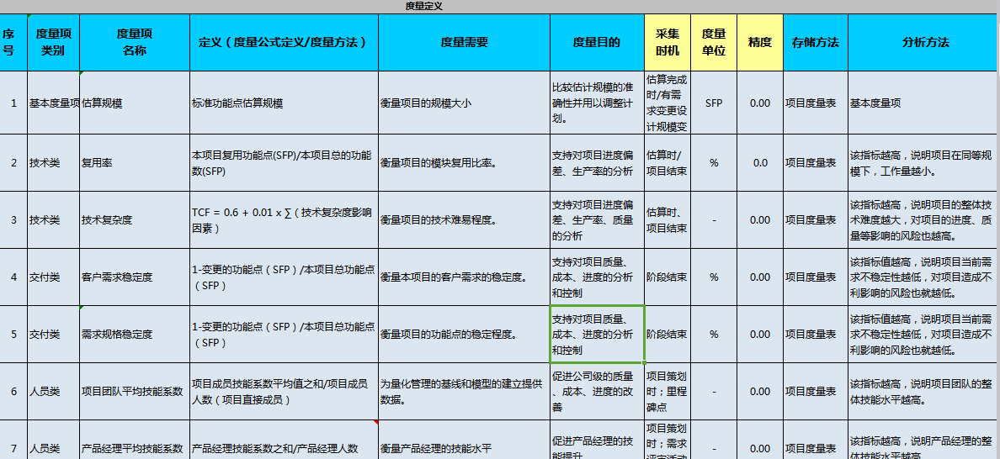 度量定义
序号 度量项类别 度量项名称 定义（度量公式定义/度量方法） 度量需要 度量目的 采集时机 度量单位 精度 存储方法 分析方法
1 基本度量项 估算规模 标准功能点估算规模 衡量项目的规模大小 比较估计规模的准确性并用以调整计划。 估算完成时/有需求变更设计规模变 SFP 0.00 项目度量表 基本度量项
2 技术类 复用率 本项目复用功能点(SFP)/本项目总的功能数(SFP) 衡量项目的模块复用比率。 支持对项目进度偏差、生产率的分析 估算时/项目结束 % 0.0 项目度量表 该指标越高，说明项目在同等规模下，工作量越小。
3 技术类 技术复杂度 TCF = 0.6 + 0.01 x ∑（技术复杂度影响因素） 衡量项目的技术难易程度。 支持对项目进度偏差、生产率、质量的分析 估算时、项目结束 - 0.00 项目度量表 该指标越高，说明项目的整体技术难度越大，对项目的进度、质量等影响的风险也越高。
4 交付类 客户需求稳定度 1-变更的功能点（SFP）/本项目总功能点（SFP） 衡量本项目的客户需求的稳定度。 支持对项目质量、成本、进度的分析和控制 阶段结束 % 0.00 项目度量表 该指标值越高，说明项目当前需求不稳定性越低，对项目造成不利影响的风险也就越低。
5 交付类 需求规格稳定度 1-变更的功能点（SFP）/本项目总功能点（SFP） 衡量项目的功能点的稳定程度。 支持对项目质量、成本、进度的分析和控制 阶段结束 % 0.00 项目度量表 该指标值越高，说明项目当前需求不稳定性越低，对项目造成不利影响的风险也就越低。
6 人员类 项目团队平均技能系数 项目成员技能系数平均值之和/项目成员人数（项目直接成员） 为量化管理的基线和模型的建立提供数据。 促进公司级的质量、成本、进度的改善 项目策划时；里程碑点 - 0.00 项目度量表 该指标越高，说明项目团队的整体技能水平越高。
7 人员类 产品经理平均技能系数 产品经理技能系数之和/产品经理人数 衡量产品经理的技能水平 促进产品经理的技能提升 项目策划时；需求评审活动 - 0.00 项目度量表 该指标越高，说明产品经理的整体技能水平越高